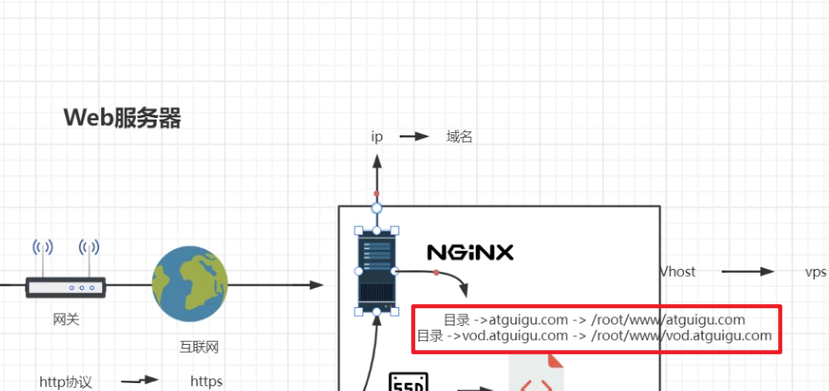 Web服务器
ip
域名
NGiNX
Vhost
vps
目录 ->atguigu.com -> /root/www/atguigu.com
目录 ->vod.atguigu.com -> /root/www/vod.atguigu.com
网关
互联网
http协议
https
SSD